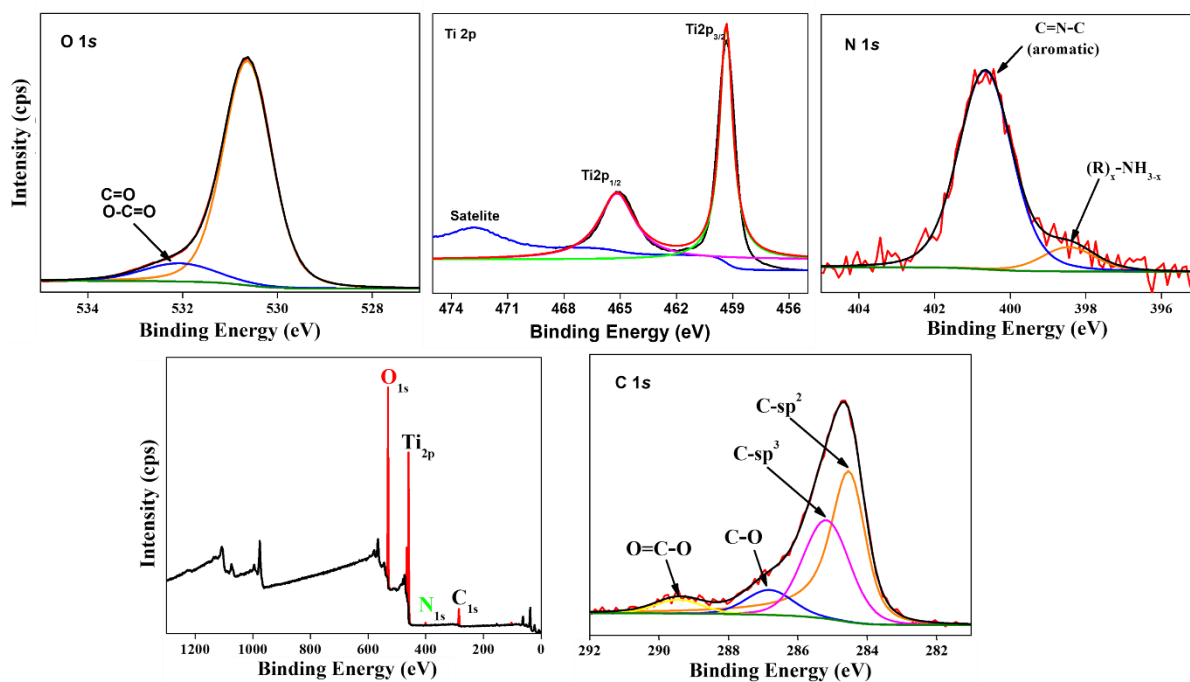 O 1s
C=O
O-C=O
Intensity (cps)
534 532 530 528
Binding Energy (eV)
Ti 2p
Ti2p3/2
Ti2p1/2
Satelite
474 471 468 465 462 459 456
Binding Energy (eV)
N 1s
C=N-C
(aromatic)
(R)x-NH3-x
404 402 400 398 396
Binding Energy (eV)
O1s
Ti2p
N1s
C1s
Intensity (cps)
1200 1000 800 600 400 200 0
Binding Energy (eV)
C 1s
C-sp2
C-sp3
C-O
O=C-O
292 290 288 286 284 282
Binding Energy (eV)